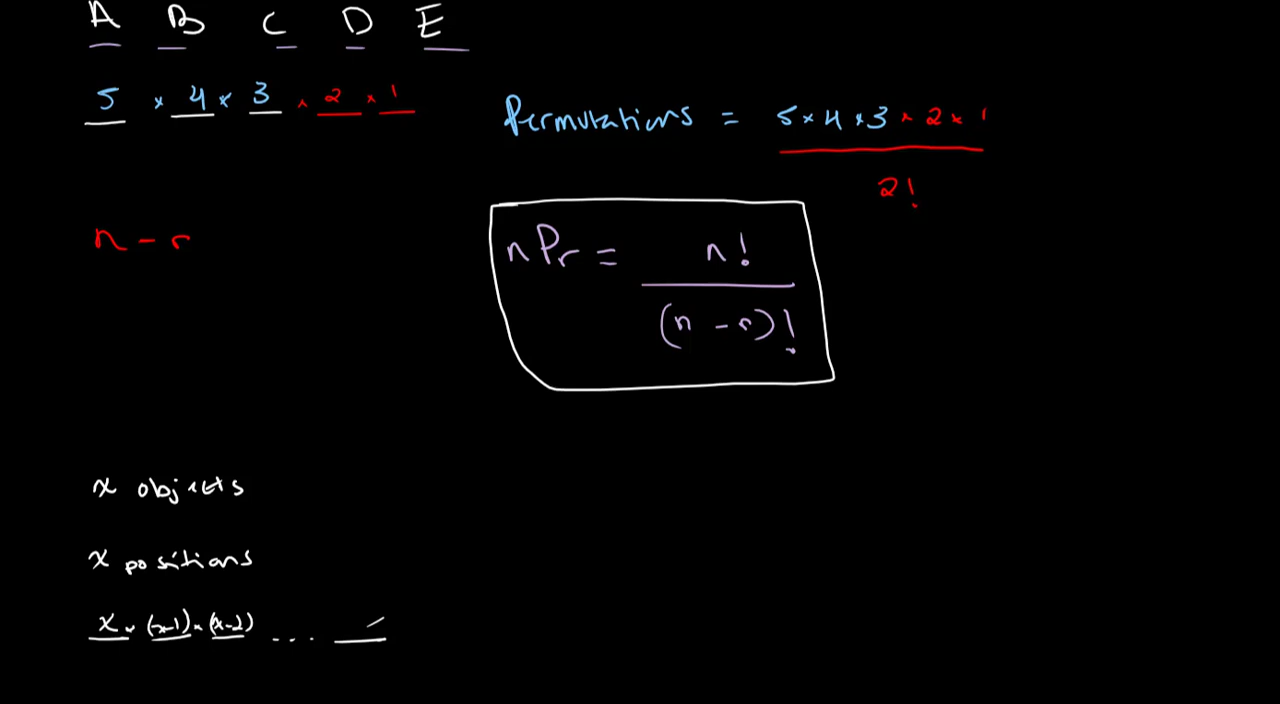 A B C D E
5 × 4 × 3 × 2 × 1
Permutations = 5 × 4 × 3 × 2 × 1
2!
n - r
nPr = n!
(n - r)!
x objects
x positions
x × (x-1) × (x-2) ...